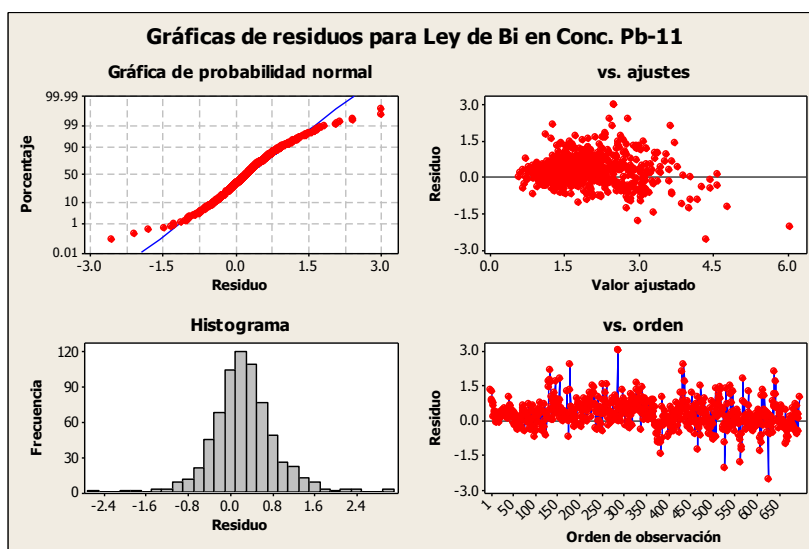 Gráficas de residuos para Ley de Bi en Conc. Pb-11
Gráfica de probabilidad normal
99.99
99
90
50
10
1
0.01
Porcentaje
-3.0 -1.5 0.0 1.5 3.0
Residuo
vs. ajustes
3.0
1.5
0.0
-1.5
-3.0
Residuo
0.0 1.5 3.0 4.5 6.0
Valor ajustado
Histograma
120
90
60
30
0
Frecuencia
-2.4 -1.6 -0.8 0.0 0.8 1.6 2.4
Residuo
vs. orden
3.0
1.5
0.0
-1.5
-3.0
Residuo
1 50 100 150 200 250 300 350 400 450 500 550 600 650
Orden de observación